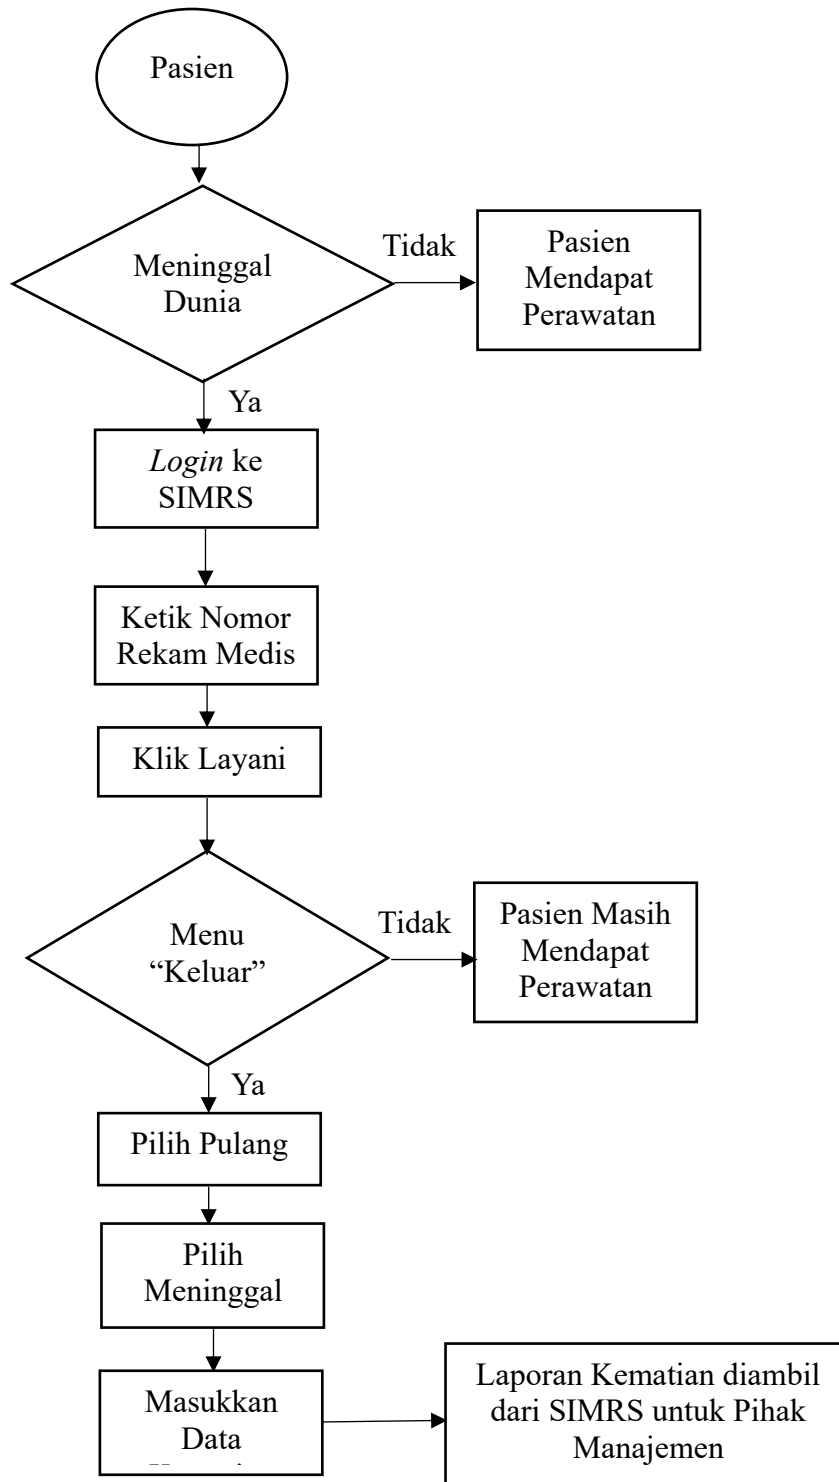 Pasien
Meninggal
Dunia
Tidak
Pasien
Mendapat
Perawatan
Ya
Login ke
SIMRS
Ketik Nomor
Rekam Medis
Klik Layani
Menu
“Keluar”
Tidak
Pasien Masih
Mendapat
Perawatan
Ya
Pilih Pulang
Pilih
Meninggal
Masukkan
Data
Laporan Kematian diambil
dari SIMRS untuk Pihak
Manajemen